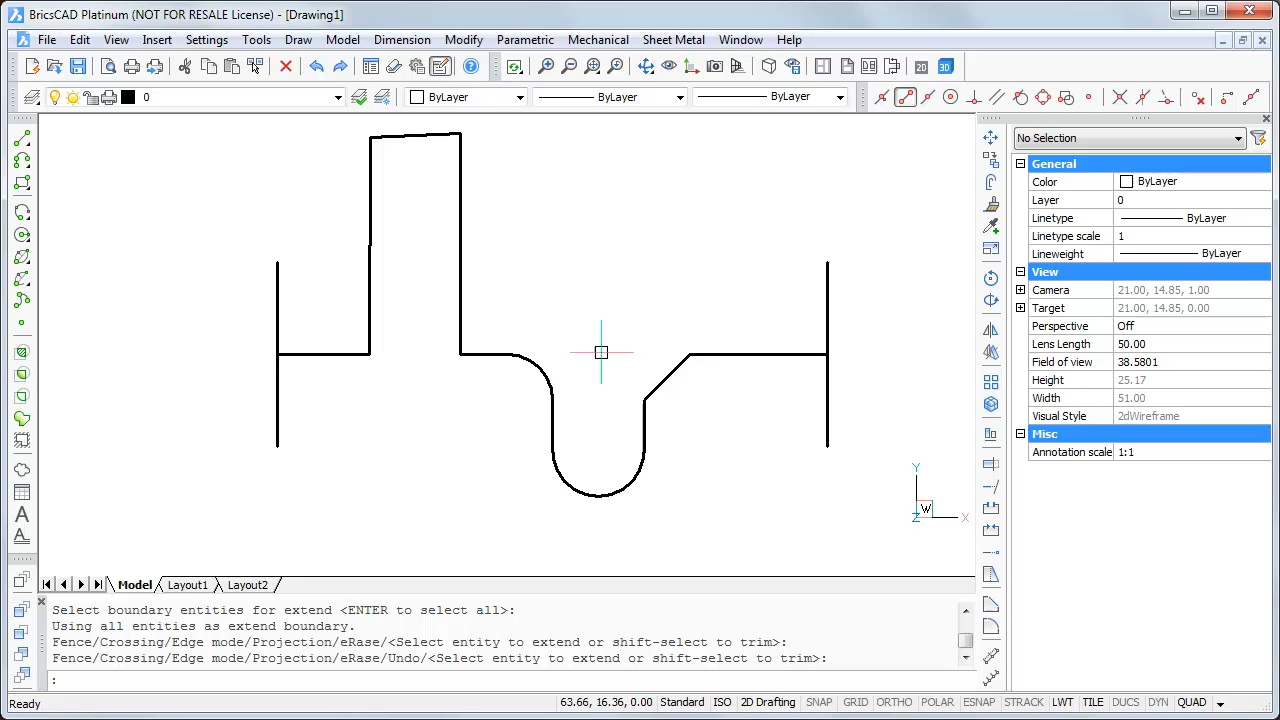 BricsCAD Platinum (NOT FOR RESALE License) - [Drawing1]
File Edit View Insert Settings Tools Draw Model Dimension Modify Parametric Mechanical Sheet Metal Window Help
2D 3D
0 ByLayer ByLayer ByLayer
No Selection
General
Color ByLayer
Layer 0
Linetype ByLayer
Linetype scale 1
Lineweight ByLayer
View
Camera 21.00, 14.85, 1.00
Target 21.00, 14.85, 0.00
Perspective Off
Lens Length 50.00
Field of view 38.5801
Height 25.17
Width 51.00
Visual Style 2dWireframe
Misc
Annotation scale 1:1
Y
W
Z X
A
A
Model Layout1 Layout2
Select boundary entities for extend <ENTER to select all>:
Using all entities as extend boundary.
Fence/Crossing/Edge mode/Projection/eRase/<Select entity to extend or shift-select to trim>:
Fence/Crossing/Edge mode/Projection/eRase/Undo/<Select entity to extend or shift-select to trim>:
:
Ready 63.66, 16.36, 0.00 Standard ISO 2D Drafting SNAP GRID ORTHO POLAR ESNAP STRACK LWT TILE DUCS DYN QUAD